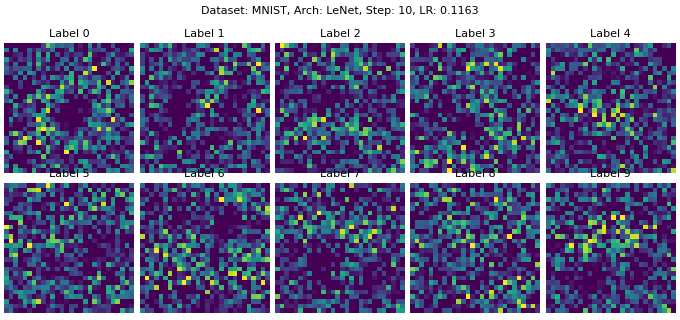 Dataset: MNIST, Arch: LeNet, Step: 10, LR: 0.1163
Label 0 Label 1 Label 2 Label 3 Label 4
Label 5 Label 6 Label 7 Label 8 Label 9